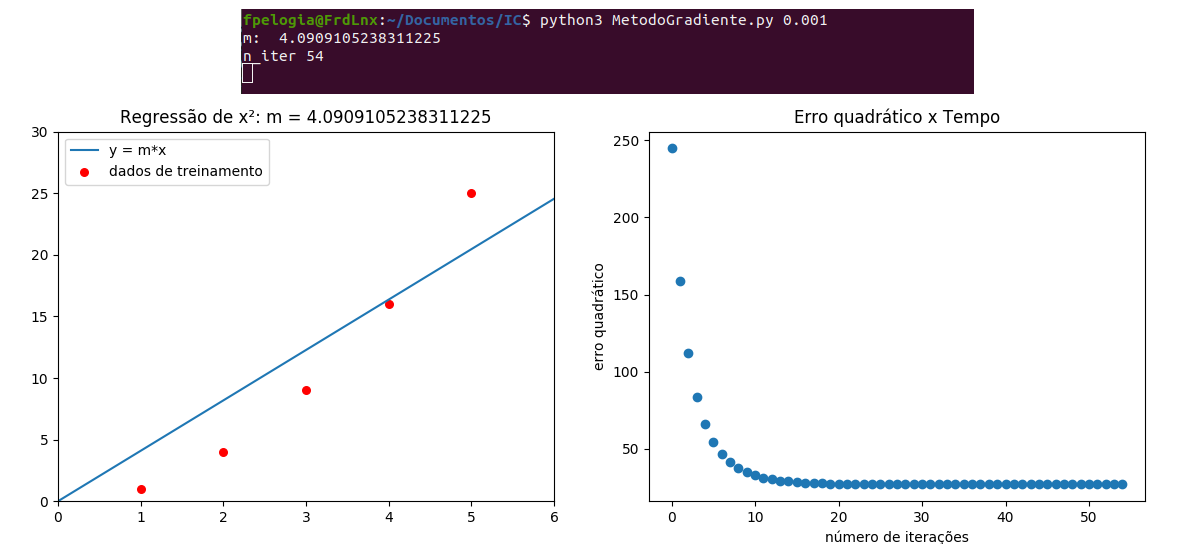 fpelogia@FrdLnx:~/Documentos/IC$ python3 MetodoGradiente.py 0.001
m:  4.0909105238311225
n_iter 54
Regressão de x²: m = 4.0909105238311225
30
25
20
15
10
5
0
y = m*x
dados de treinamento
0 1 2 3 4 5 6
Erro quadrático x Tempo
erro quadrático
250
200
150
100
50
0 10 20 30 40 50
número de iterações